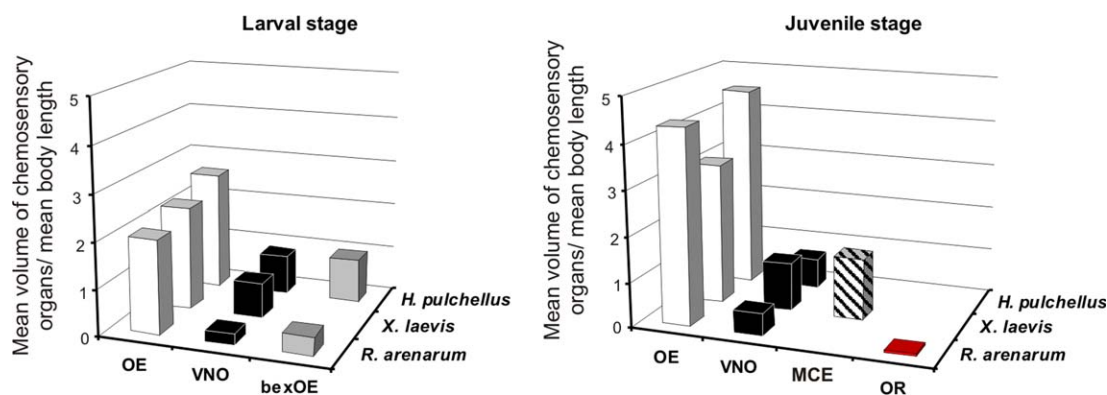 Larval stage
Mean volume of chemosensory
organs/ mean body length
5
4
3
2
1
0
OE
VNO
bexOE
H. pulchellus
X. laevis
R. arenarum
Juvenile stage
Mean volume of chemosensory
organs/ mean body length
5
4
3
2
1
0
OE
VNO
MCE
OR
H. pulchellus
X. laevis
R. arenarum